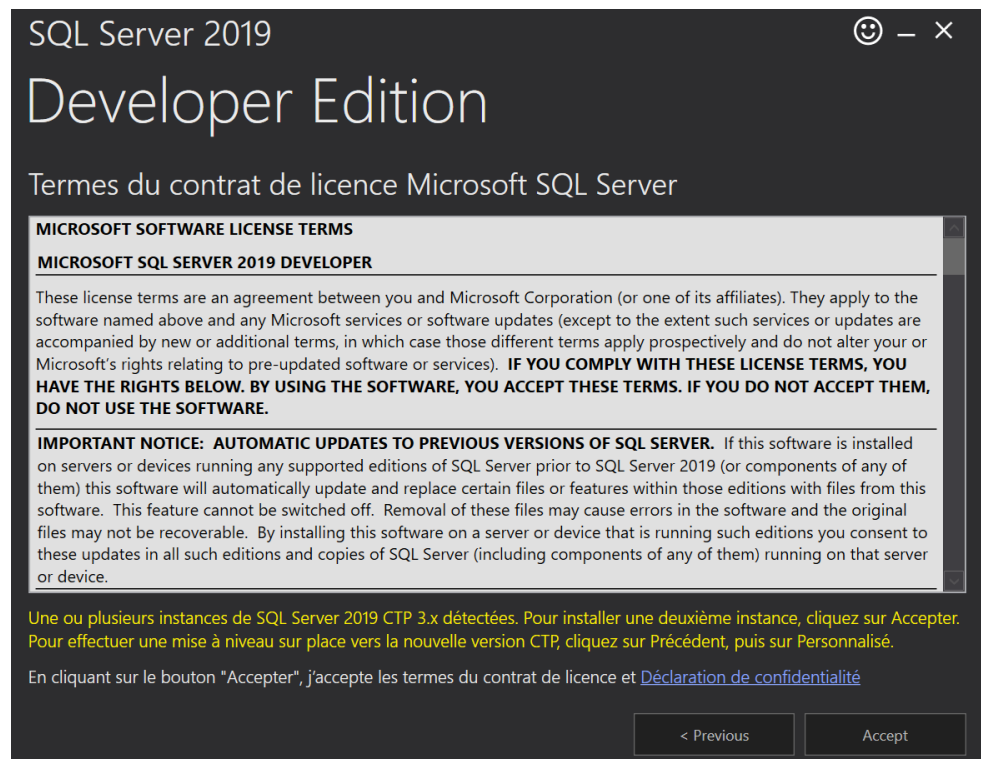 SQL Server 2019
Developer Edition
Termes du contrat de licence Microsoft SQL Server
MICROSOFT SOFTWARE LICENSE TERMS
MICROSOFT SQL SERVER 2019 DEVELOPER
These license terms are an agreement between you and Microsoft Corporation (or one of its affiliates). They apply to the
software named above and any Microsoft services or software updates (except to the extent such services or updates are
accompanied by new or additional terms, in which case those different terms apply prospectively and do not alter your or
Microsoft's rights relating to pre-updated software or services). IF YOU COMPLY WITH THESE LICENSE TERMS, YOU
HAVE THE RIGHTS BELOW. BY USING THE SOFTWARE, YOU ACCEPT THESE TERMS. IF YOU DO NOT ACCEPT THEM,
DO NOT USE THE SOFTWARE.
IMPORTANT NOTICE: AUTOMATIC UPDATES TO PREVIOUS VERSIONS OF SQL SERVER. If this software is installed
on servers or devices running any supported editions of SQL Server prior to SQL Server 2019 (or components of any of
them) this software will automatically update and replace certain files or features within those editions with files from this
software. This feature cannot be switched off. Removal of these files may cause errors in the software and the original
files may not be recoverable. By installing this software on a server or device that is running such editions you consent to
these updates in all such editions and copies of SQL Server (including components of any of them) running on that server
or device.
Une ou plusieurs instances de SQL Server 2019 CTP 3.x détectées. Pour installer une deuxième instance, cliquez sur Accepter.
Pour effectuer une mise à niveau sur place vers la nouvelle version CTP, cliquez sur Précédent, puis sur Personnalisé.
En cliquant sur le bouton "Accepter", j'accepte les termes du contrat de licence et Déclaration de confidentialité
< Previous
Accept